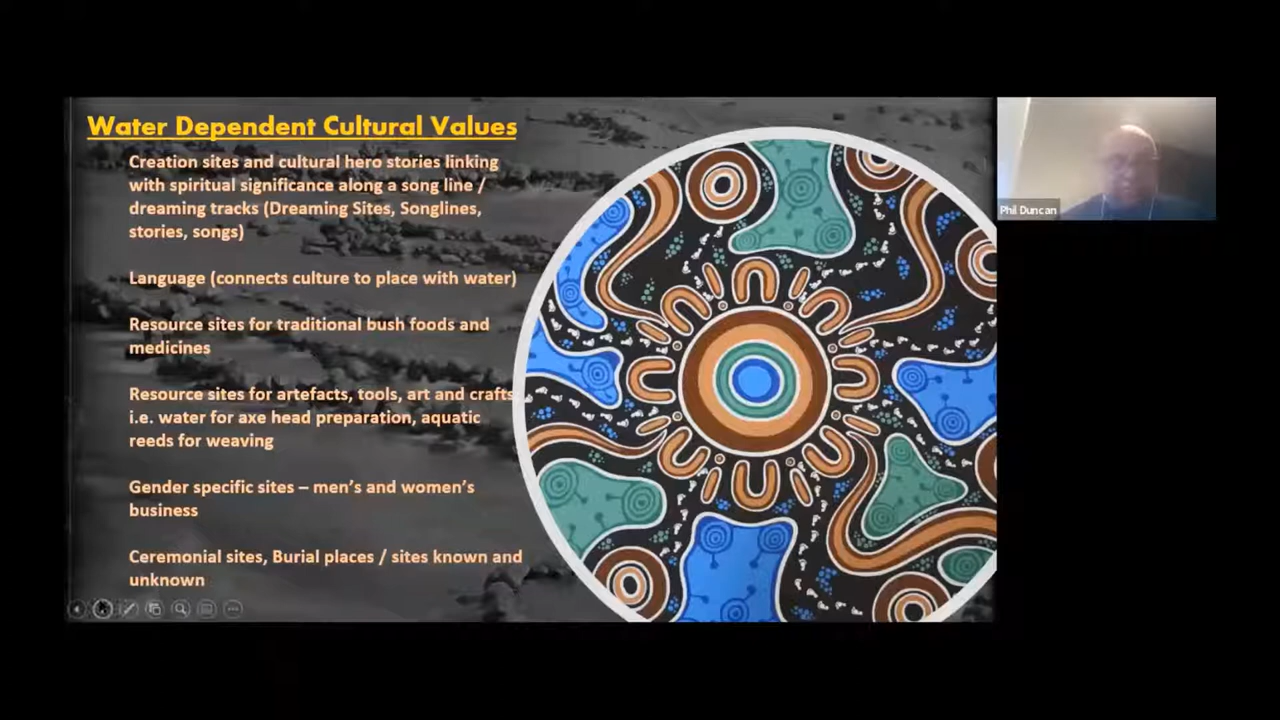 Water Dependent Cultural Values
Creation sites and cultural hero stories linking
with spiritual significance along a song line /
dreaming tracks (Dreaming Sites, Songlines,
stories, songs)
Language (connects culture to place with water)
Resource sites for traditional bush foods and
medicines
Resource sites for artefacts, tools, art and crafts
i.e. water for axe head preparation, aquatic
reeds for weaving
Gender specific sites – men's and women's
business
Ceremonial sites, Burial places / sites known and
unknown
Phil Duncan